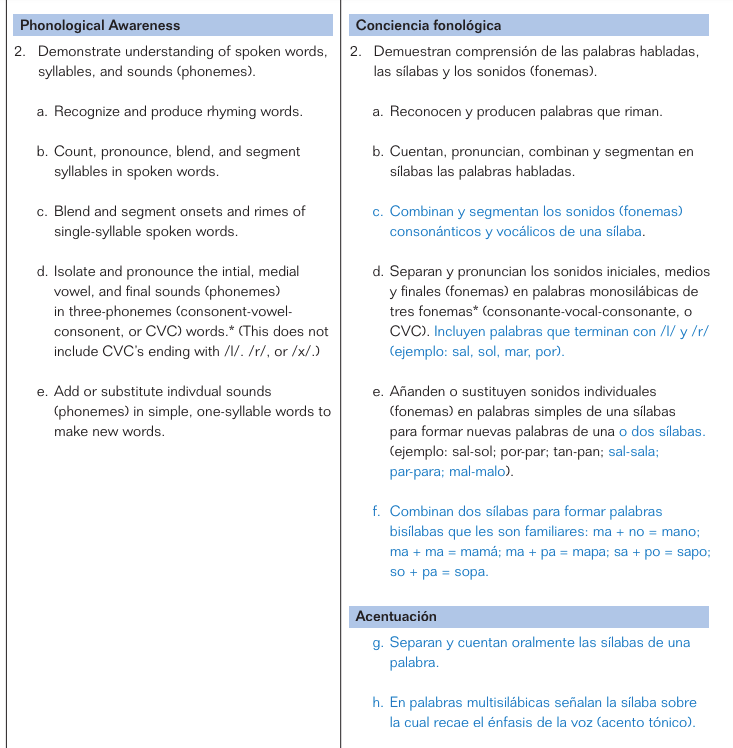 Phonological Awareness
2. Demonstrate understanding of spoken words,
syllables, and sounds (phonemes).
a. Recognize and produce rhyming words.
b. Count, pronounce, blend, and segment
syllables in spoken words.
c. Blend and segment onsets and rimes of
single-syllable spoken words.
d. Isolate and pronounce the intial, medial
vowel, and final sounds (phonemes)
in three-phonemes (consonent-vowel-
consonent, or CVC) words.* (This does not
include CVC's ending with /l/. /r/, or /x/.)
e. Add or substitute indivdual sounds
(phonemes) in simple, one-syllable words to
make new words.
Conciencia fonológica
2. Demuestran comprensión de las palabras habladas,
las sílabas y los sonidos (fonemas).
a. Reconocen y producen palabras que riman.
b. Cuentan, pronuncian, combinan y segmentan en
sílabas las palabras habladas.
c. Combinan y segmentan los sonidos (fonemas)
consonánticos y vocálicos de una sílaba.
d. Separan y pronuncian los sonidos iniciales, medios
y finales (fonemas) en palabras monosilábicas de
tres fonemas* (consonante-vocal-consonante, o
CVC). Incluyen palabras que terminan con /l/ y /r/
(ejemplo: sal, sol, mar, por).
e. Añanden o sustituyen sonidos individuales
(fonemas) en palabras simples de una sílabas
para formar nuevas palabras de una o dos sílabas.
(ejemplo: sal-sol; por-par; tan-pan; sal-sala;
par-para; mal-malo).
f. Combinan dos sílabas para formar palabras
bisílabas que les son familiares: ma + no = mano;
ma + ma = mamá; ma + pa = mapa; sa + po = sapo;
so + pa = sopa.
Acentuación
g. Separan y cuentan oralmente las sílabas de una
palabra.
h. En palabras multisilábicas señalan la sílaba sobre
la cual recae el énfasis de la voz (acento tónico).